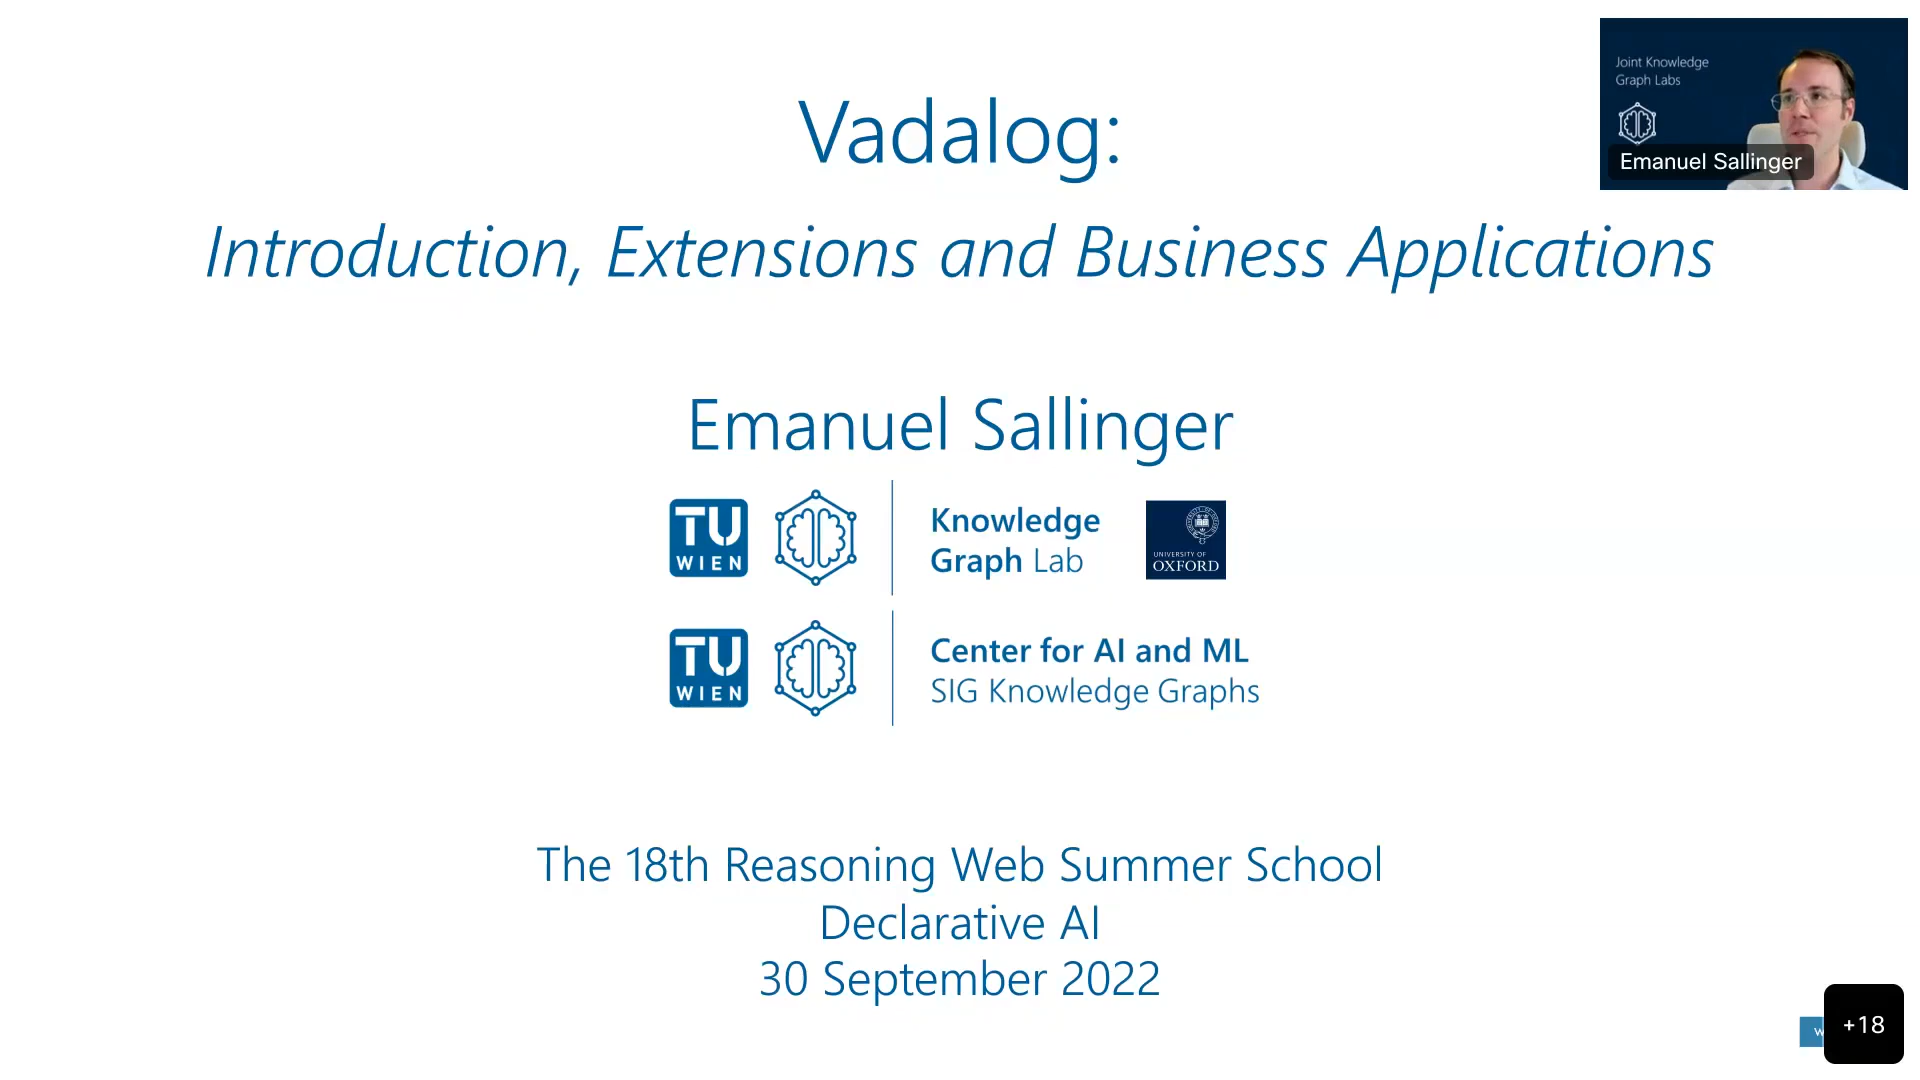 Vadalog:
Introduction, Extensions and Business Applications
Joint Knowledge
Graph Labs
Emanuel Sallinger
Emanuel Sallinger
TU
WIEN
Knowledge
Graph Lab
UNIVERSITY OF
OXFORD
TU
WIEN
Center for AI and ML
SIG Knowledge Graphs
The 18th Reasoning Web Summer School
Declarative AI
30 September 2022
+18